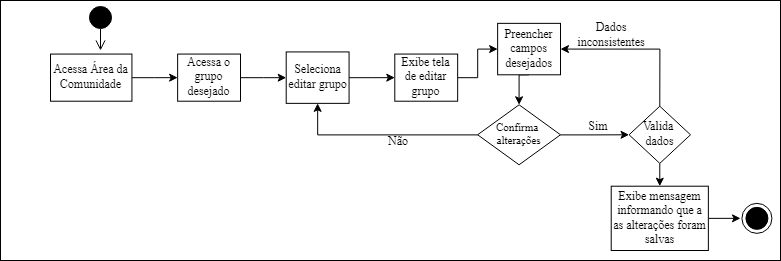 Acessa Área da
Comunidade
Acessa o
grupo
desejado
Seleciona
editar grupo
Exibe tela
de editar
grupo
Preencher
campos
desejados
Dados
inconsistentes
Confirma
alterações
Não
Sim
Valida
dados
Exibe mensagem
informando que a
as alterações foram
salvas